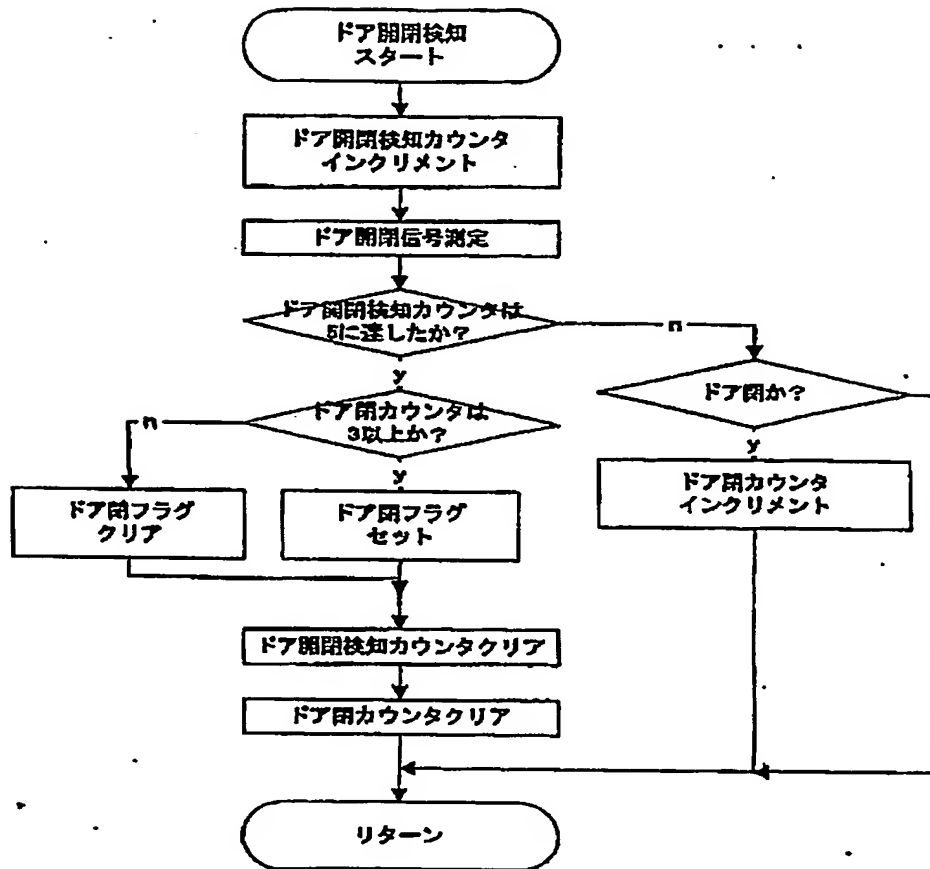 ドア開閉検知
スタート
ドア開閉検知カウンタ
インクリメント
ドア開閉信号測定
ドア開閉検知カウンタは
5に達したか？
n
y
ドア閉か？
ドア閉カウンタは
3以上か？
n
y
y
ドア閉フラグ
クリア
ドア閉フラグ
セット
ドア閉カウンタ
インクリメント
ドア開閉検知カウンタクリア
ドア閉カウンタクリア
リターン